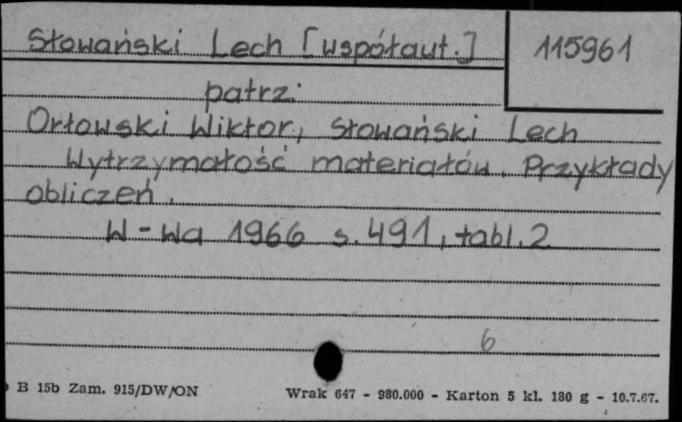 Słowański Lech [współaut.]
115961
patrz:
Orłowski Wiktor, Słowański Lech
Wytrzymałość materiałów. Przykłady
obliczeń.
W-wa 1966 s. 491, tabl. 2
6
B 15b Zam. 915/DW/ON
Wrak 647 - 980.000 - Karton 5 kl. 180 g - 10.7.67.